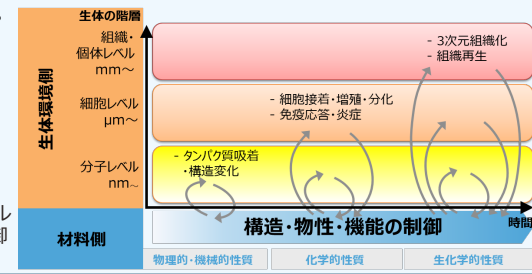 生体の階層
組織・
個体レベル
mm～
- 3次元組織化
- 組織再生
生体環境側
細胞レベル
μm～
- 細胞接着・増殖・分化
- 免疫応答・炎症
分子レベル
nm～
- タンパク質吸着
・構造変化
ル
御
材料側
構造・物性・機能の制御
時間
物理的・機械的性質
化学的性質
生化学的性質